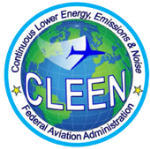 Continuous Lower Energy, Emissions & Noise
CLEEN
Federal Aviation Administration